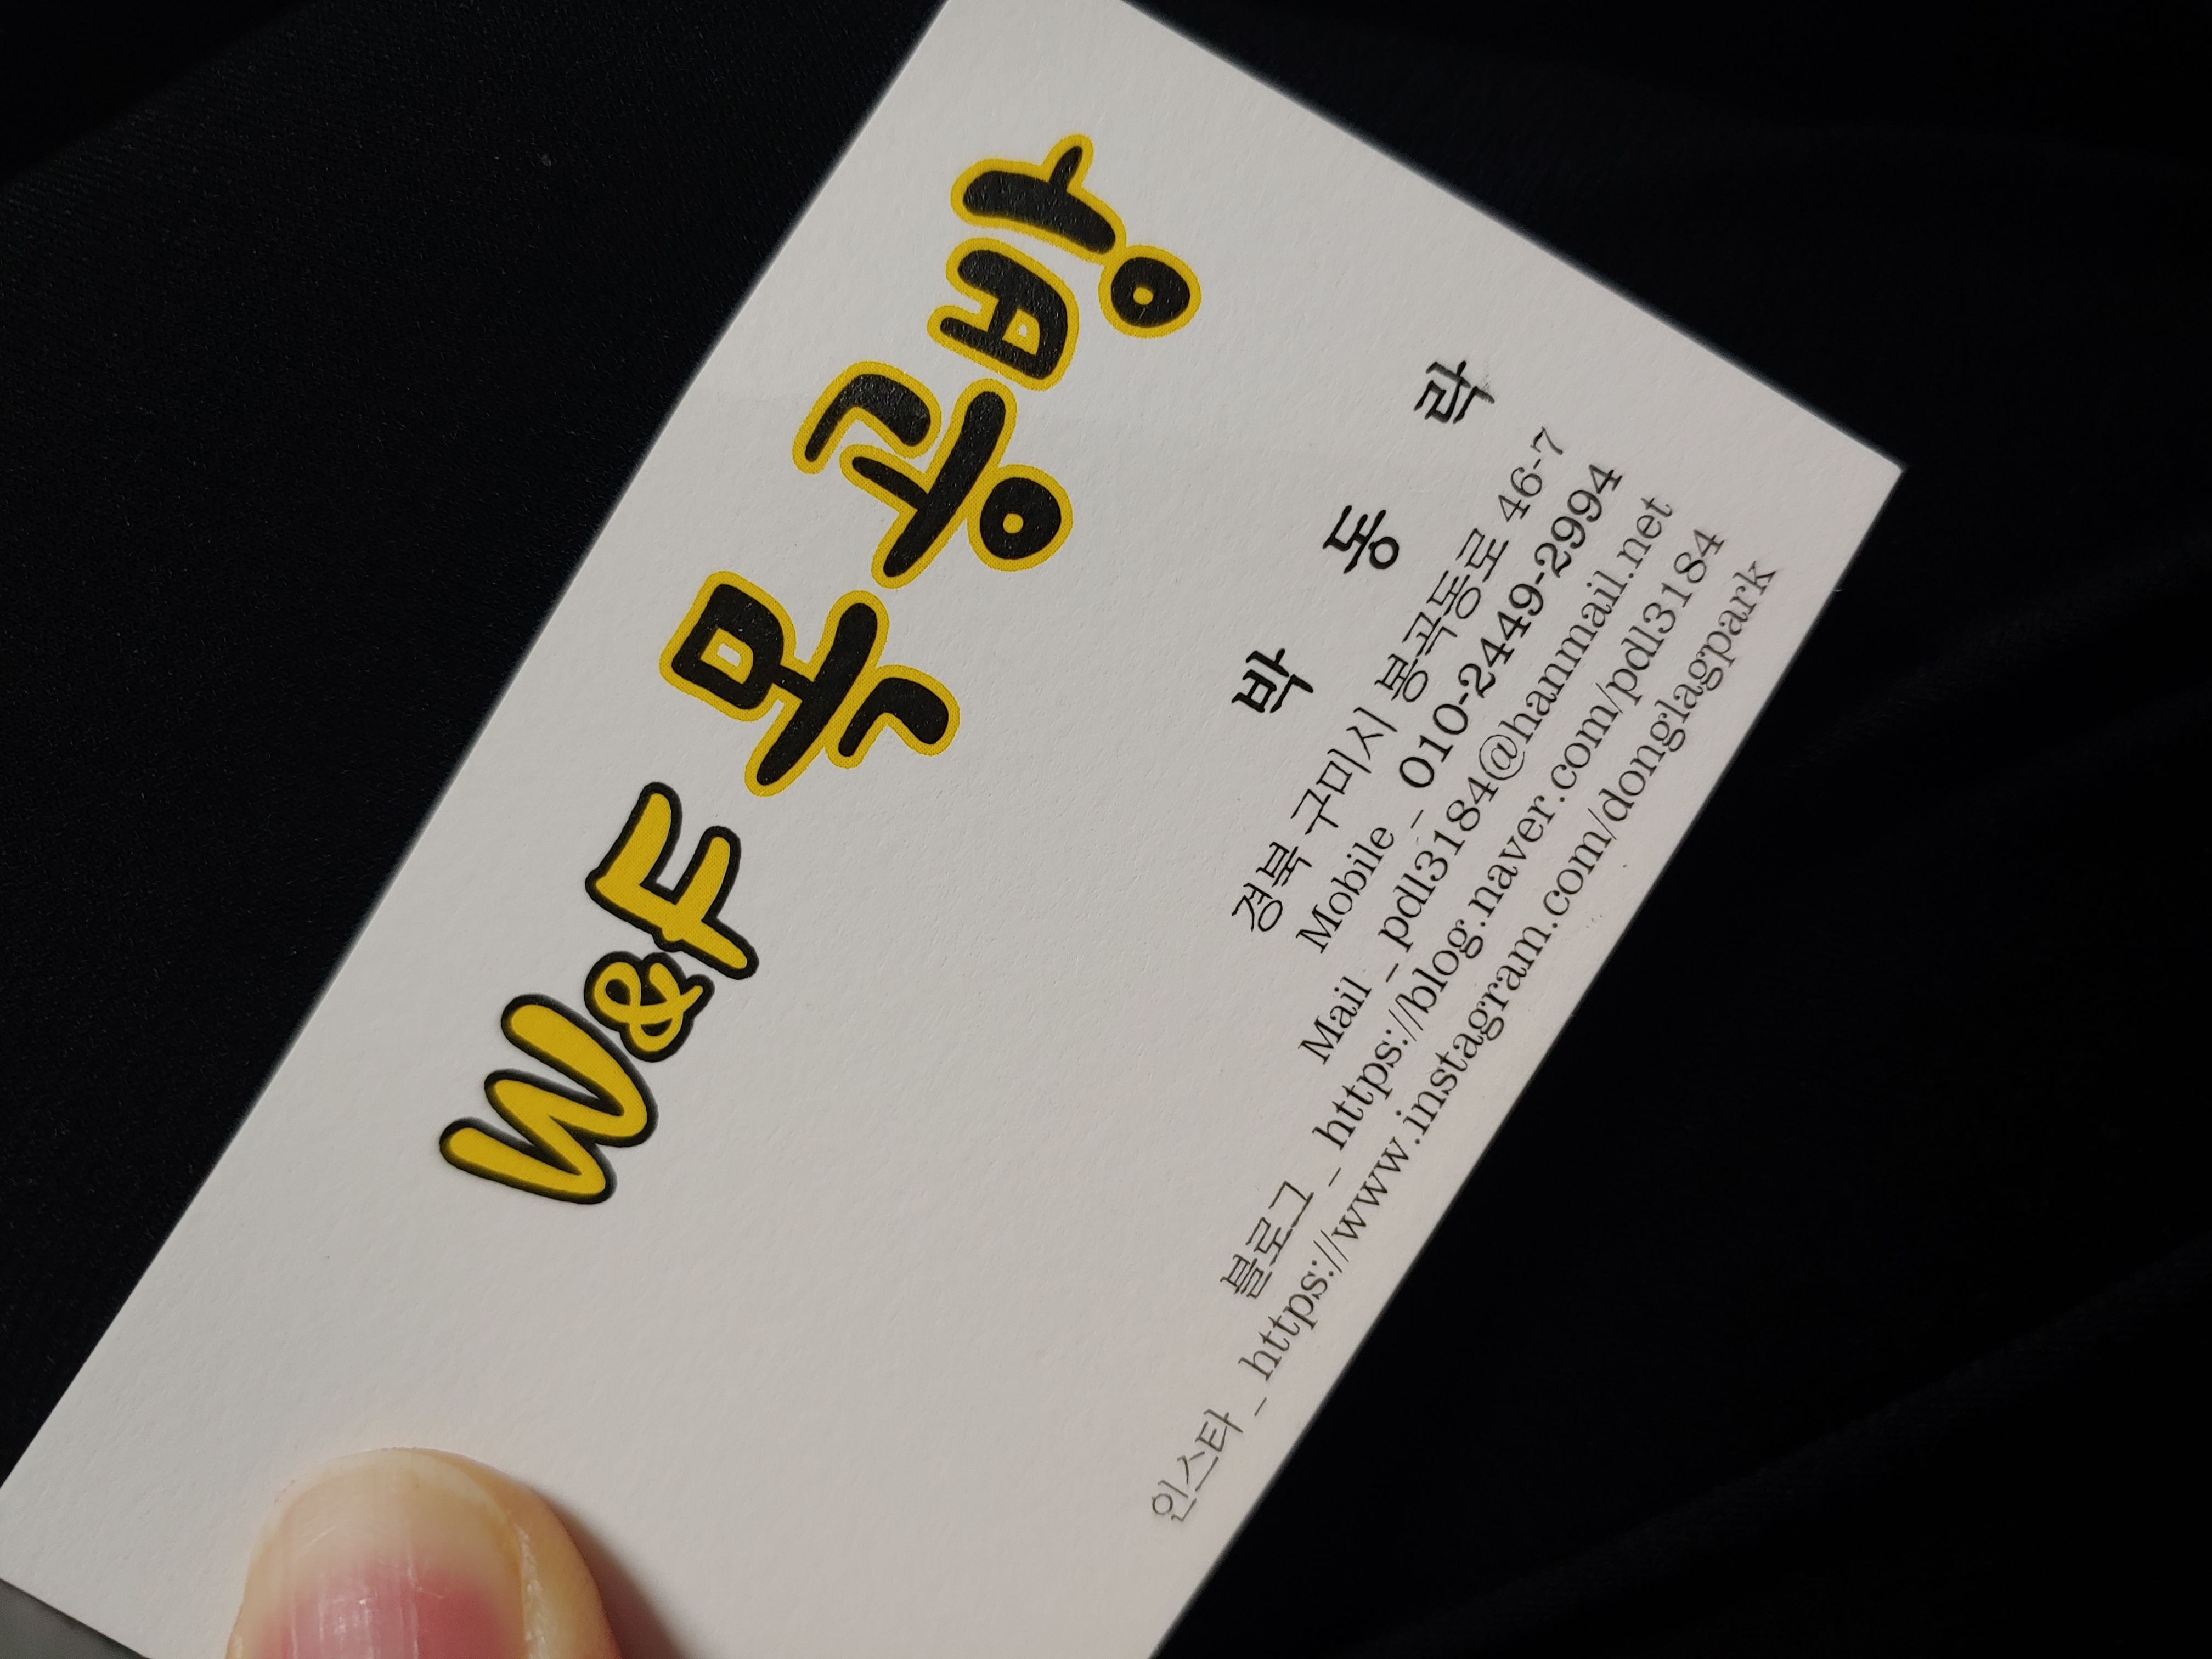 W&F 목공방
박 동 락
경북 구미시 봉곡동로 46-7
Mobile _ 010-2449-2994
Mail _ pdl3184@hanmail.net
블로그 _ https://blog.naver.com/pdl3184
인스타 _ https://www.instagram.com/donglagpark